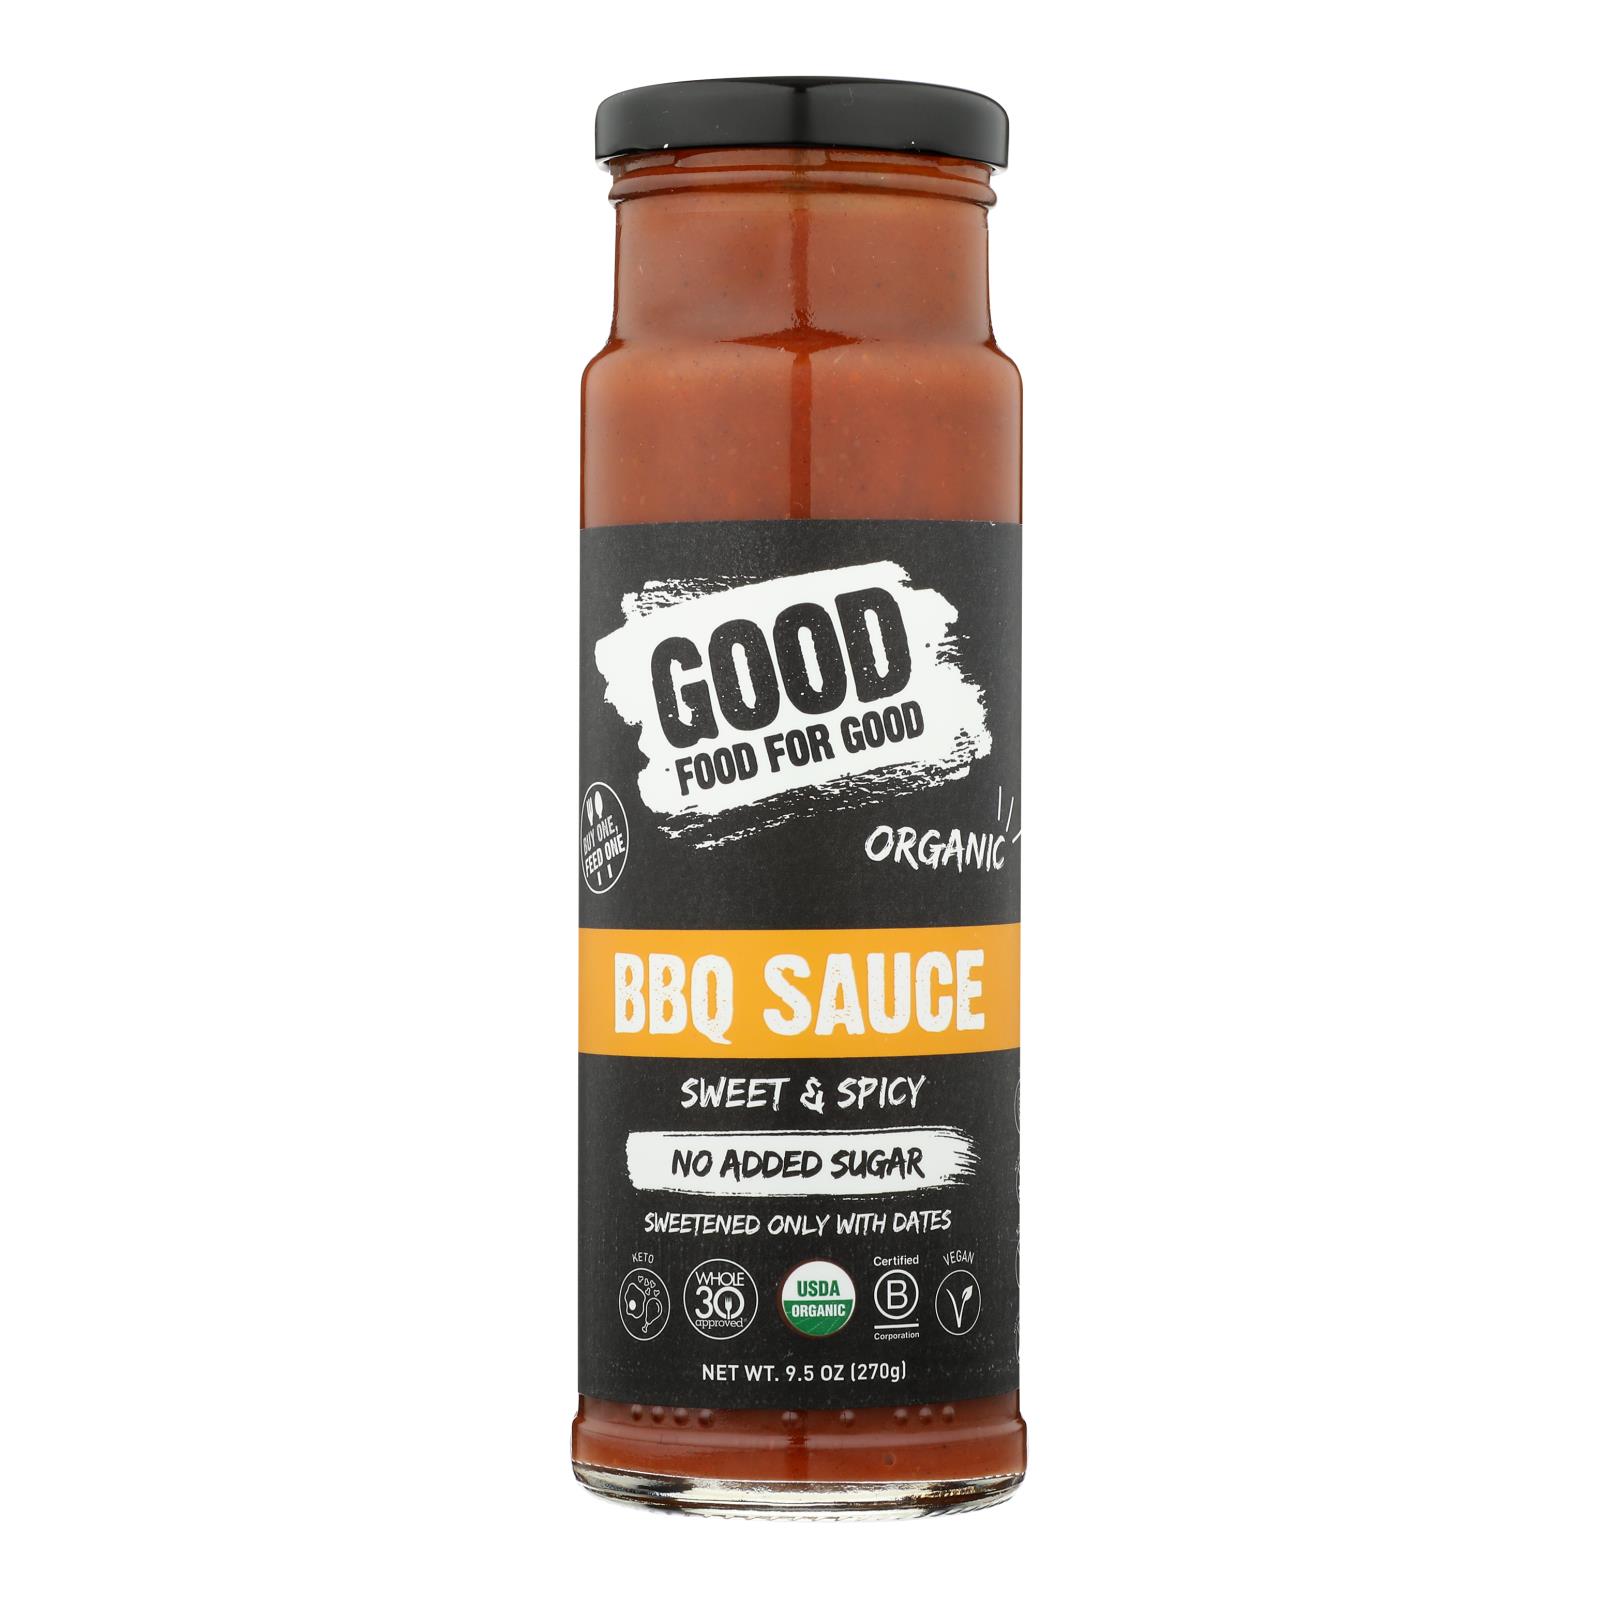 GOOD
FOOD FOR GOOD
BUY ONE,
FEED ONE
ORGANIC
BBQ SAUCE
SWEET & SPICY
NO ADDED SUGAR
SWEETENED ONLY WITH DATES
KETO
WHOLE
30
approved
USDA
ORGANIC
Certified
B
Corporation
VEGAN
V
NET WT. 9.5 OZ (270g)